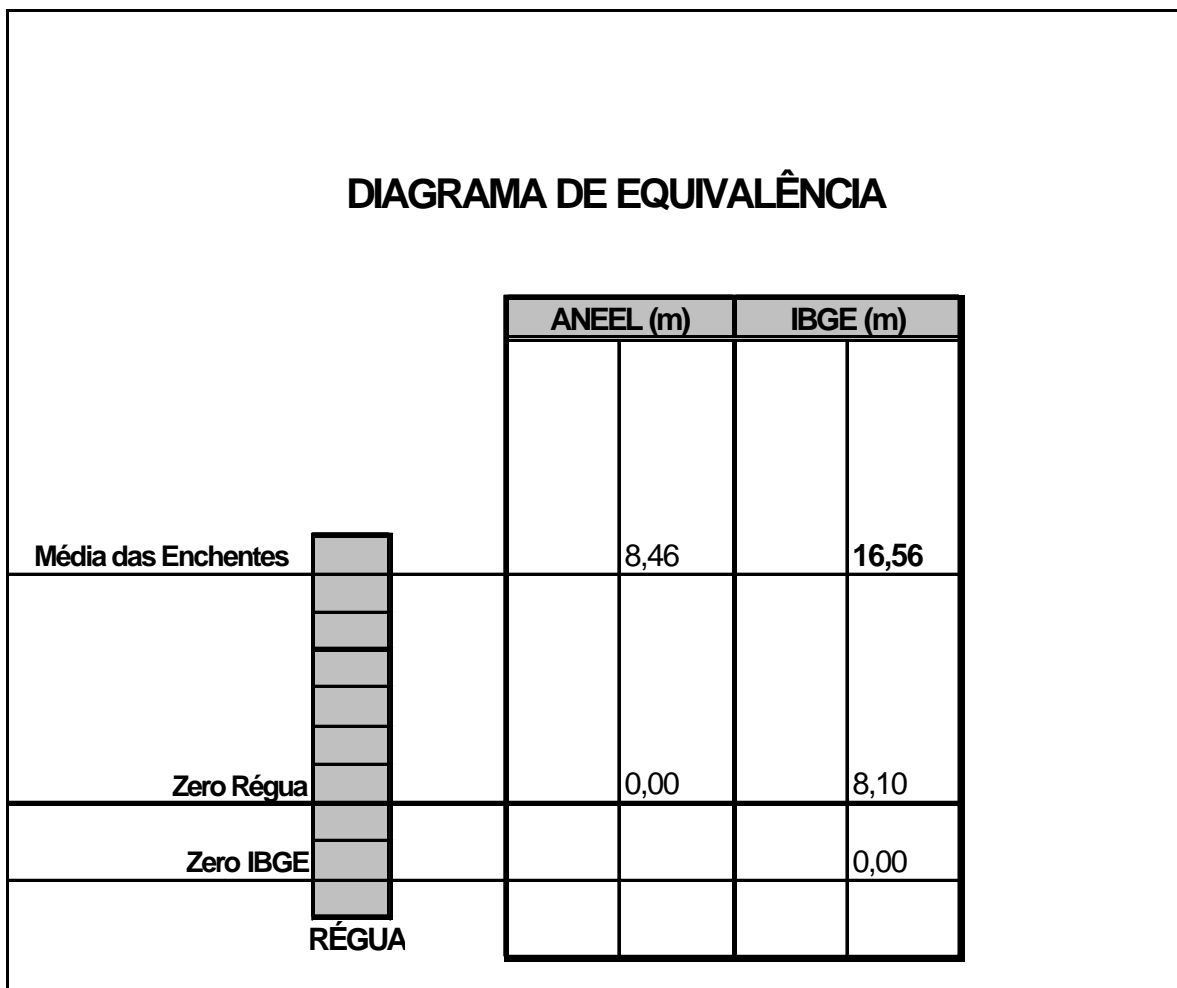 DIAGRAMA DE EQUIVALÊNCIA
ANEEL (m) IBGE (m)
Média das Enchentes 8,46 16,56
Zero Régua 0,00 8,10
Zero IBGE 0,00
RÉGUA